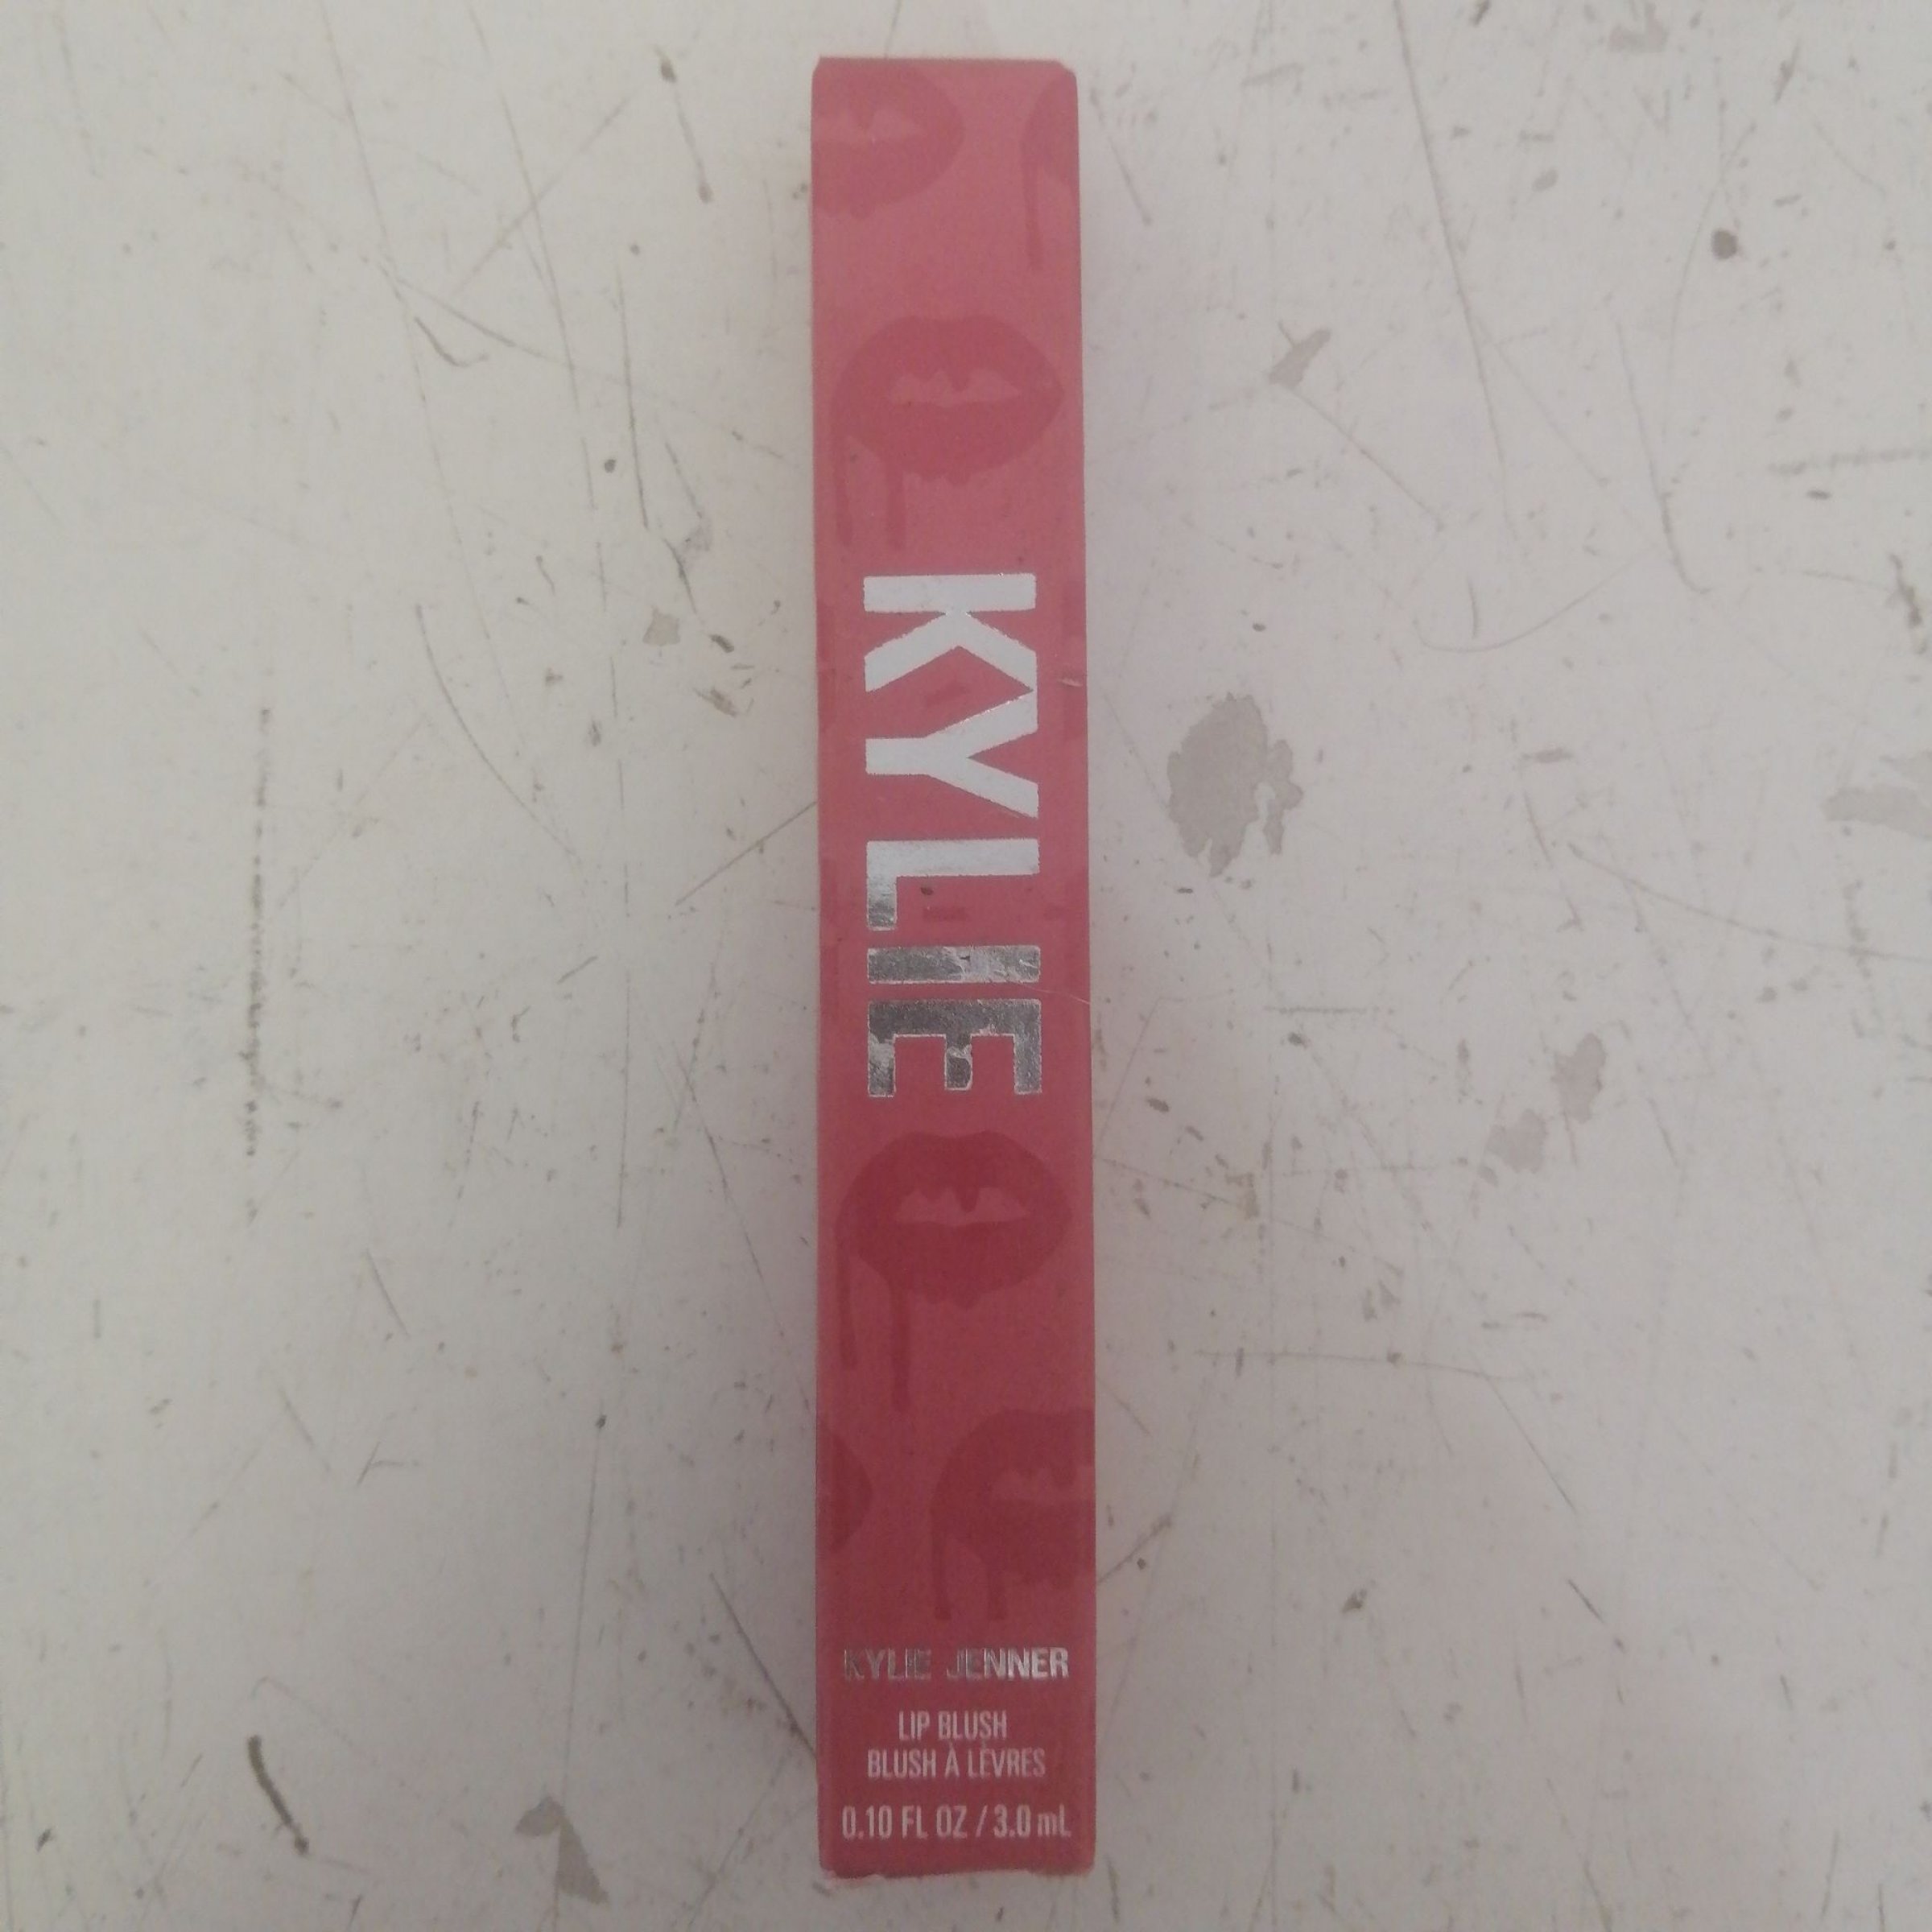 KYLIE
KYLIE JENNER
LIP BLUSH
BLUSH À LÈVRES
0.10 FL OZ / 3.0 mL